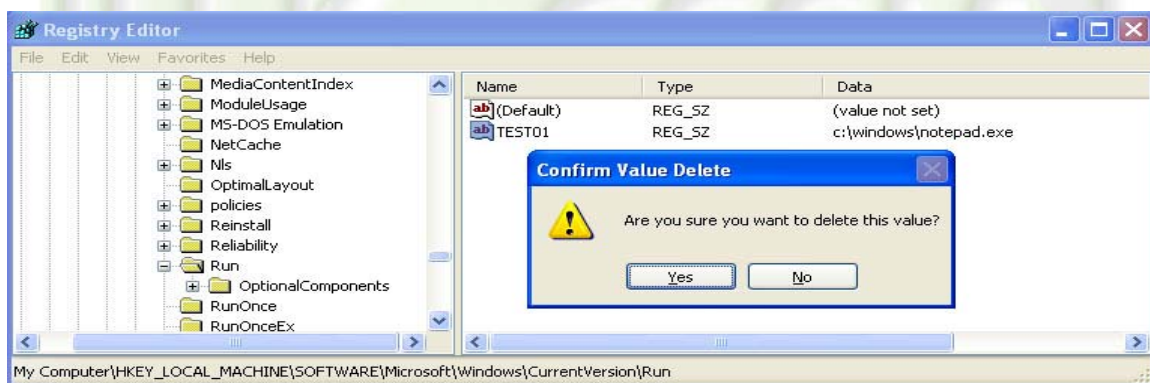 Registry Editor
File Edit View Favorites Help
MediaContentIndex
ModuleUsage
MS-DOS Emulation
NetCache
Nls
OptimalLayout
policies
Reinstall
Reliability
Run
OptionalComponents
RunOnce
RunOnceEx
Name Type Data
ab (Default) REG_SZ (value not set)
ab TEST01 REG_SZ c:\windows\notepad.exe
Confirm Value Delete
Are you sure you want to delete this value?
Yes No
My Computer\HKEY_LOCAL_MACHINE\SOFTWARE\Microsoft\Windows\CurrentVersion\Run